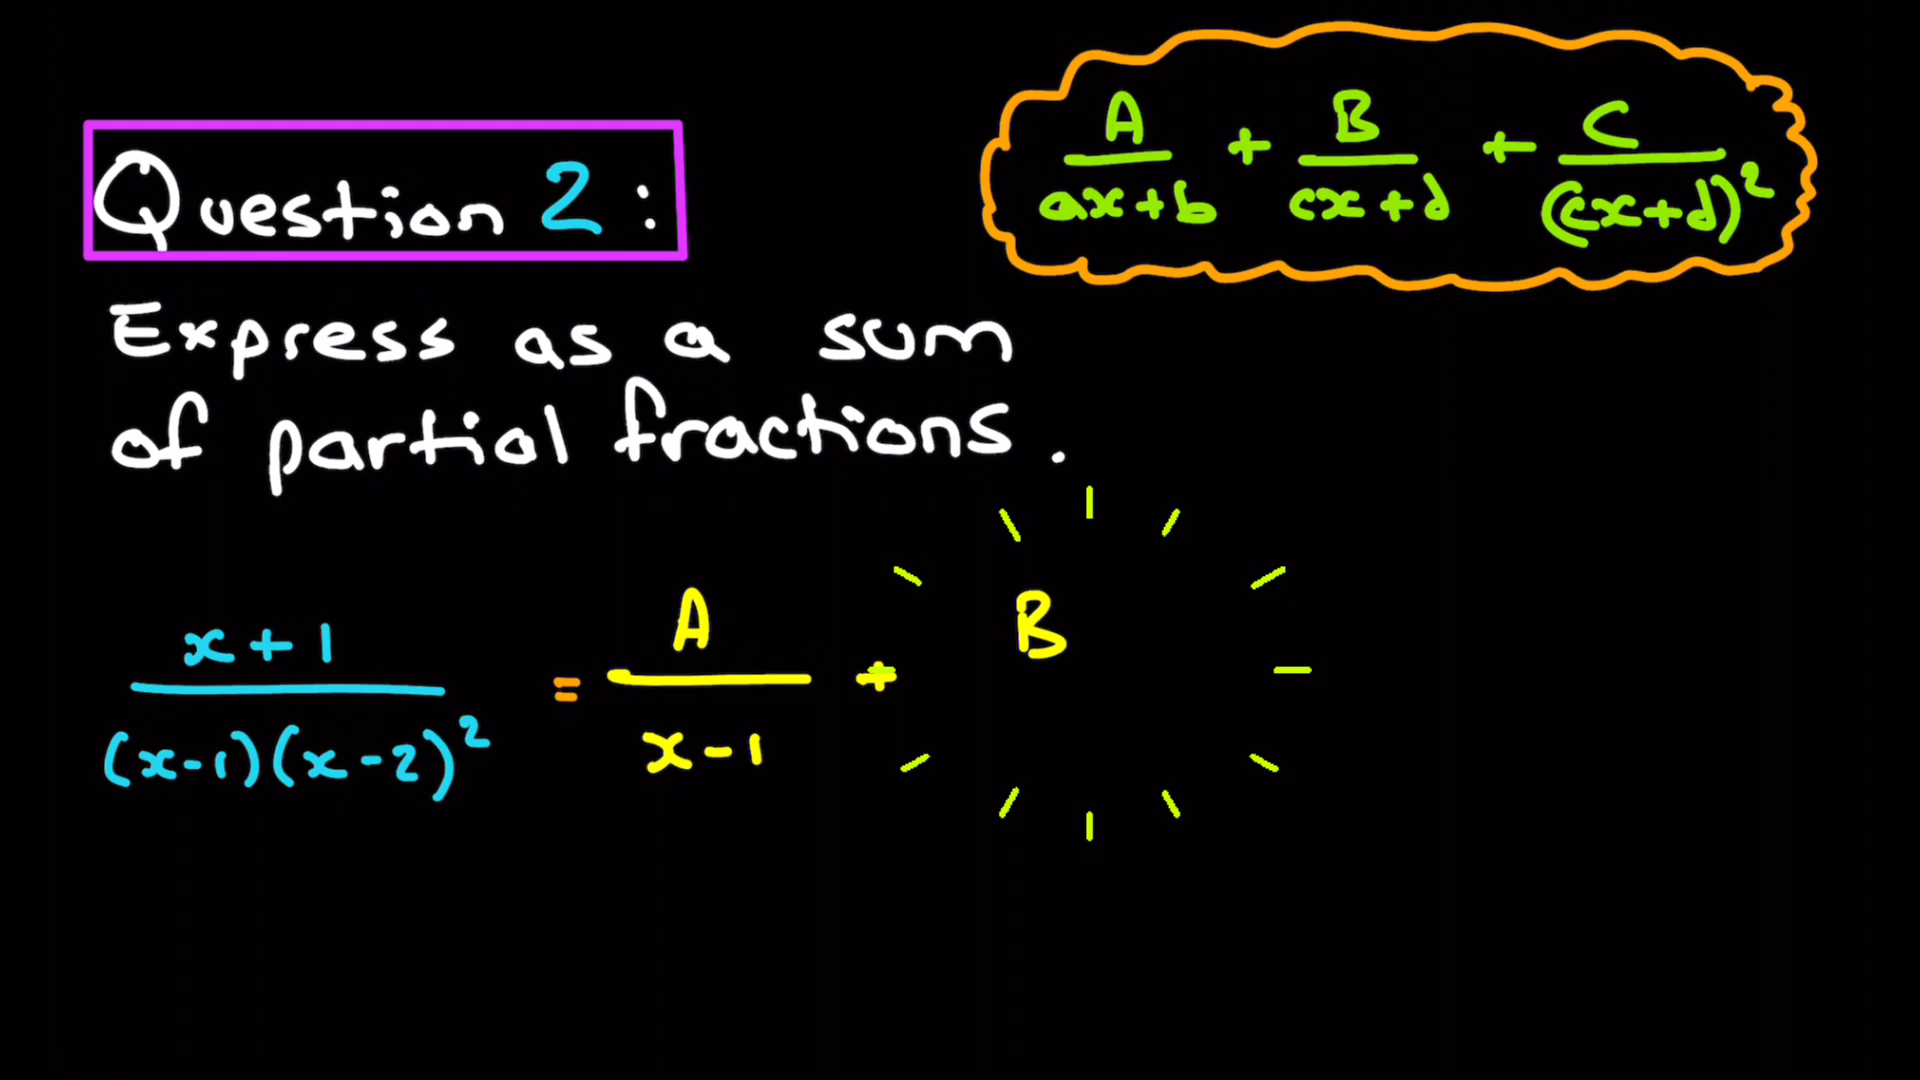 Question 2 :
A/(ax+b) + B/(cx+d) + C/(cx+d)²
Express as a sum
of partial fractions .
(x+1)/((x-1)(x-2)²) = A/(x-1) + B